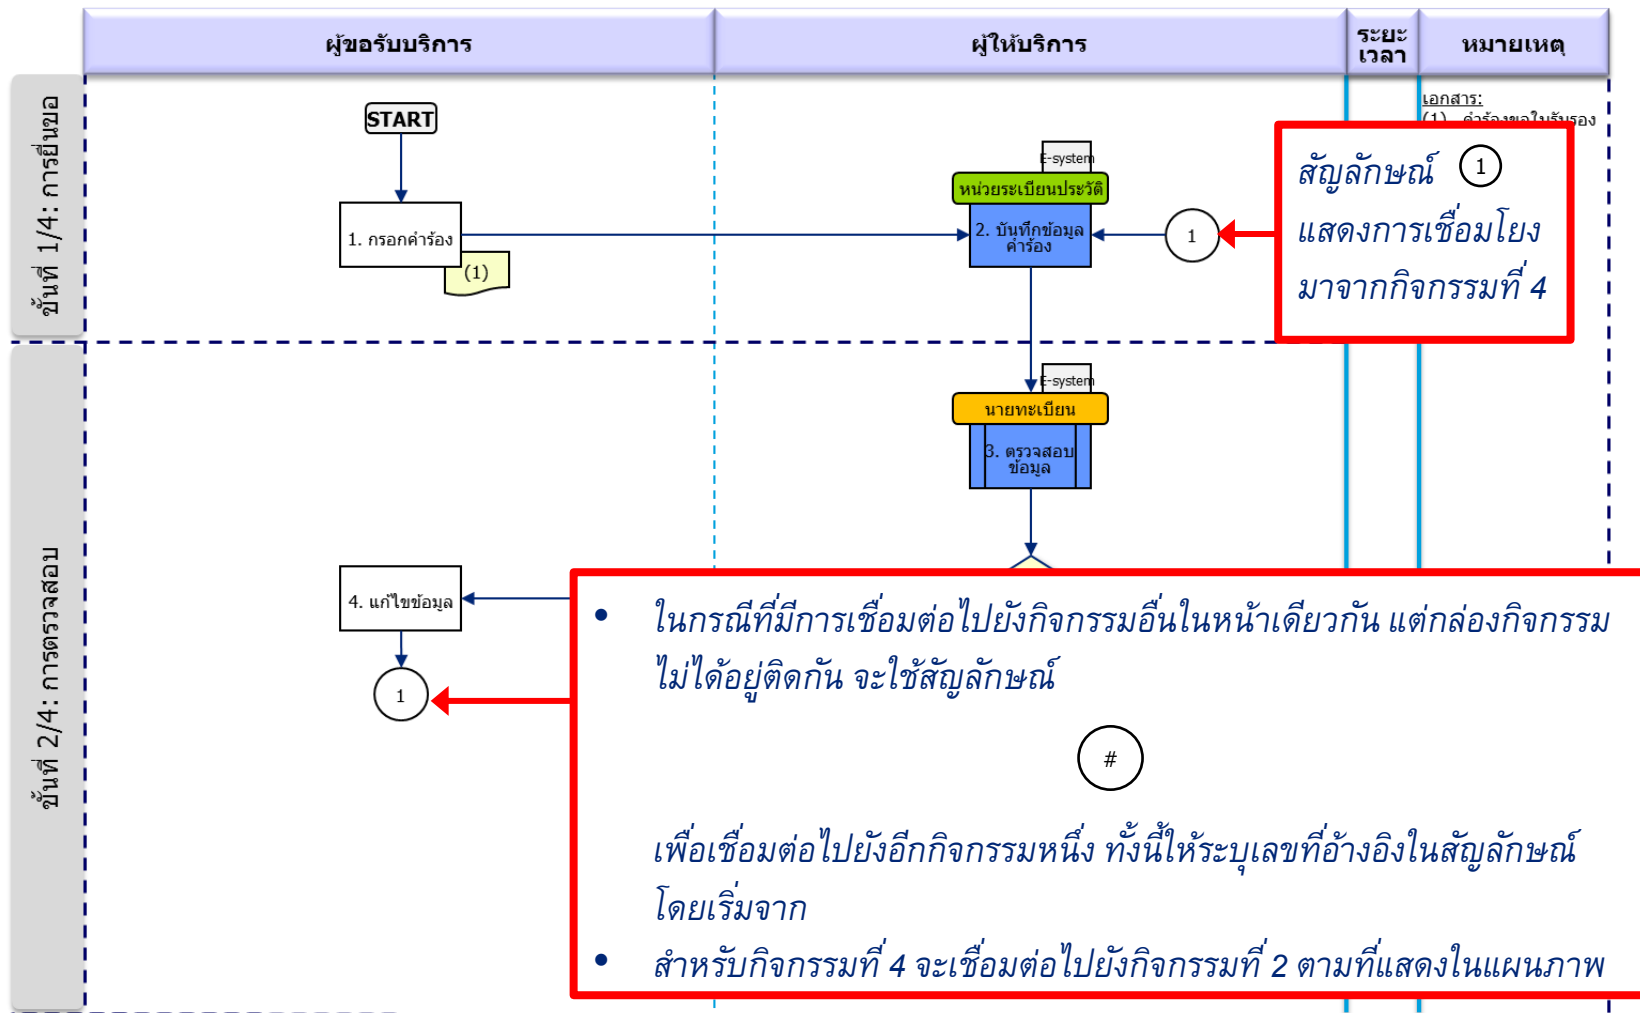 ผู้ขอรับบริการ
ผู้ให้บริการ
ระยะ
เวลา
หมายเหตุ
ขั้นที่ 1/4: การยื่นขอ
START
1. กรอกคำร้อง
(1)
E-system
หน่วยระเบียนประวัติ
2. บันทึกข้อมูล
คำร้อง
1
เอกสาร:
(1) คำร้องขอใบรับรอง
สัญลักษณ์ 1
แสดงการเชื่อมโยง
มาจากกิจกรรมที่ 4
ขั้นที่ 2/4: การตรวจสอบ
E-system
นายทะเบียน
3. ตรวจสอบ
ข้อมูล
4. แก้ไขข้อมูล
1
• ในกรณีที่มีการเชื่อมต่อไปยังกิจกรรมอื่นในหน้าเดียวกัน แต่กล่องกิจกรรม
ไม่ได้อยู่ติดกัน จะใช้สัญลักษณ์
#
เพื่อเชื่อมต่อไปยังอีกกิจกรรมหนึ่ง ทั้งนี้ให้ระบุเลขที่อ้างอิงในสัญลักษณ์
โดยเริ่มจาก
• สำหรับกิจกรรมที่ 4 จะเชื่อมต่อไปยังกิจกรรมที่ 2 ตามที่แสดงในแผนภาพ